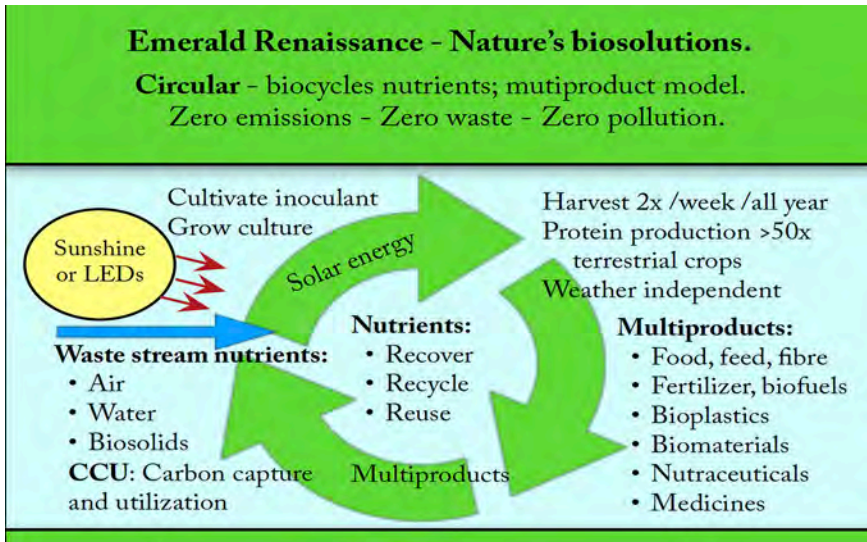 Emerald Renaissance - Nature's biosolutions.
Circular - biocycles nutrients; mutiproduct model.
Zero emissions - Zero waste - Zero pollution.
Cultivate inoculant
Grow culture
Sunshine
or LEDs
Solar energy
Harvest 2x /week /all year
Protein production >50x
terrestrial crops
Weather independent
Waste stream nutrients:
• Air
• Water
• Biosolids
CCU: Carbon capture
and utilization
Nutrients:
• Recover
• Recycle
• Reuse
Multiproducts
Multiproducts:
• Food, feed, fibre
• Fertilizer, biofuels
• Bioplastics
• Biomaterials
• Nutraceuticals
• Medicines